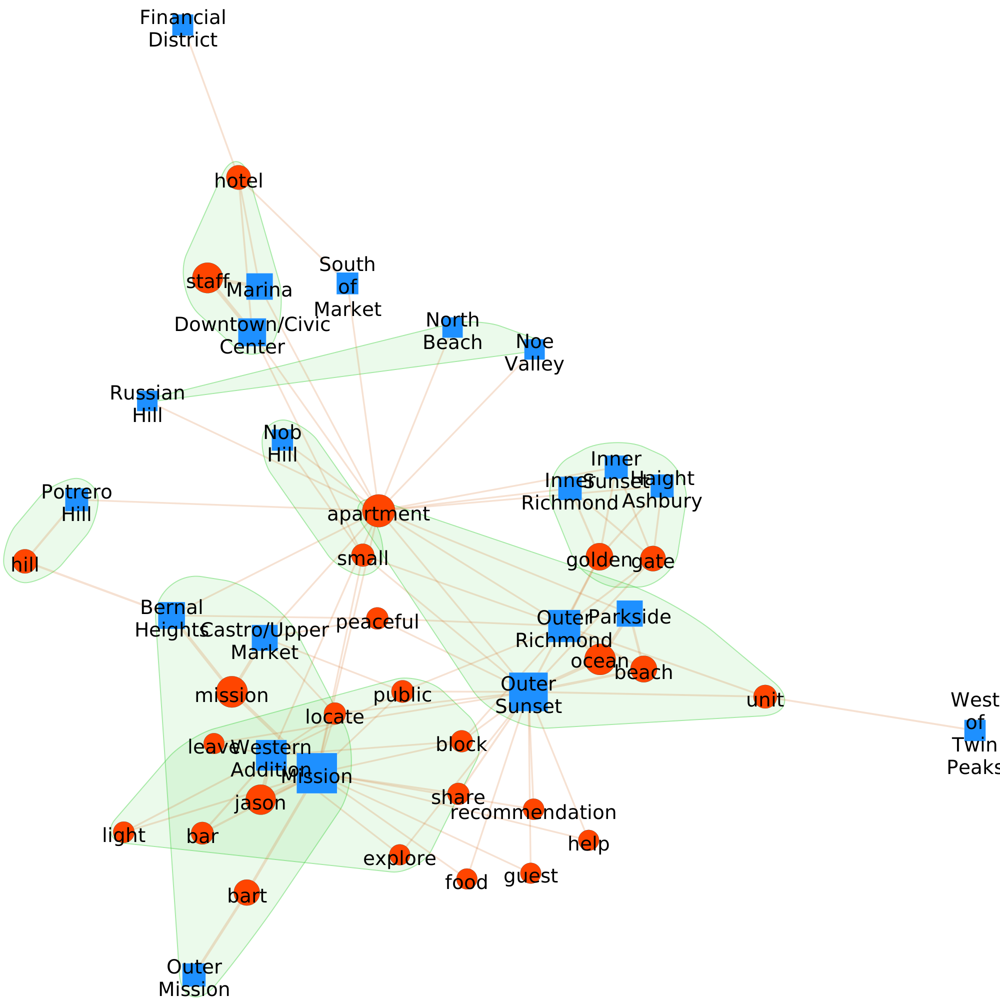 Financial
District
hotel
South
of
Market
staff
Marina
Downtown/Civic
Center
North
Beach
Noe
Valley
Russian
Hill
Nob
Hill
Inner
Sunset
Inner
Richmond
Haight
Ashbury
Potrero
Hill
apartment
small
golden
gate
hill
Bernal
Heights
Castro/Upper
Market
peaceful
Outer
Richmond
Parkside
ocean
beach
mission
public
Outer
Sunset
unit
West
of
Twin
Peaks
locate
leave
Western
Addition
Mission
block
jason
share
recommendation
light
bar
help
explore
food
guest
bart
Outer
Mission